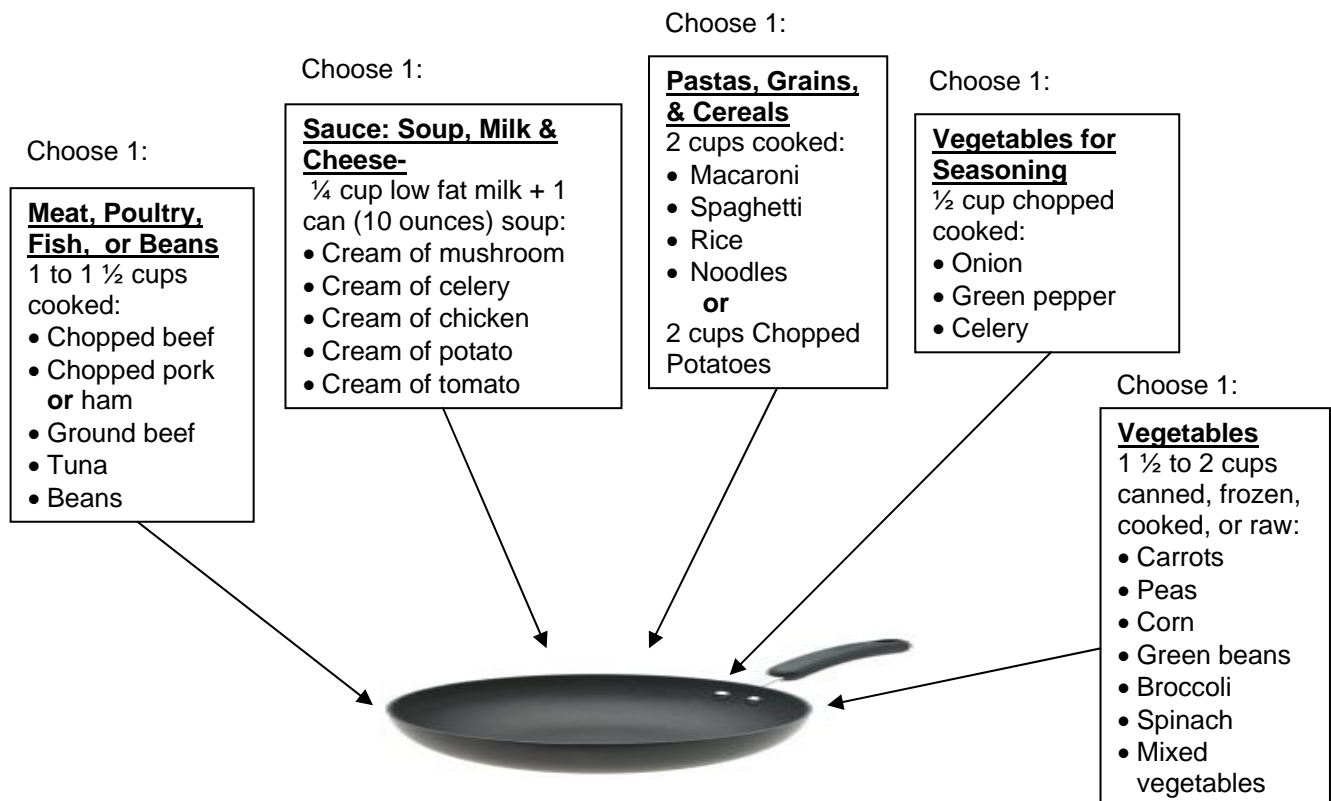 Choose 1:
Meat, Poultry,
Fish, or Beans
1 to 1 ½ cups
cooked:
• Chopped beef
• Chopped pork
or ham
• Ground beef
• Tuna
• Beans
Choose 1:
Sauce: Soup, Milk &
Cheese-
¼ cup low fat milk + 1
can (10 ounces) soup:
• Cream of mushroom
• Cream of celery
• Cream of chicken
• Cream of potato
• Cream of tomato
Choose 1:
Pastas, Grains,
& Cereals
2 cups cooked:
• Macaroni
• Spaghetti
• Rice
• Noodles
or
2 cups Chopped
Potatoes
Choose 1:
Vegetables for
Seasoning
½ cup chopped
cooked:
• Onion
• Green pepper
• Celery
Choose 1:
Vegetables
1 ½ to 2 cups
canned, frozen,
cooked, or raw:
• Carrots
• Peas
• Corn
• Green beans
• Broccoli
• Spinach
• Mixed
vegetables